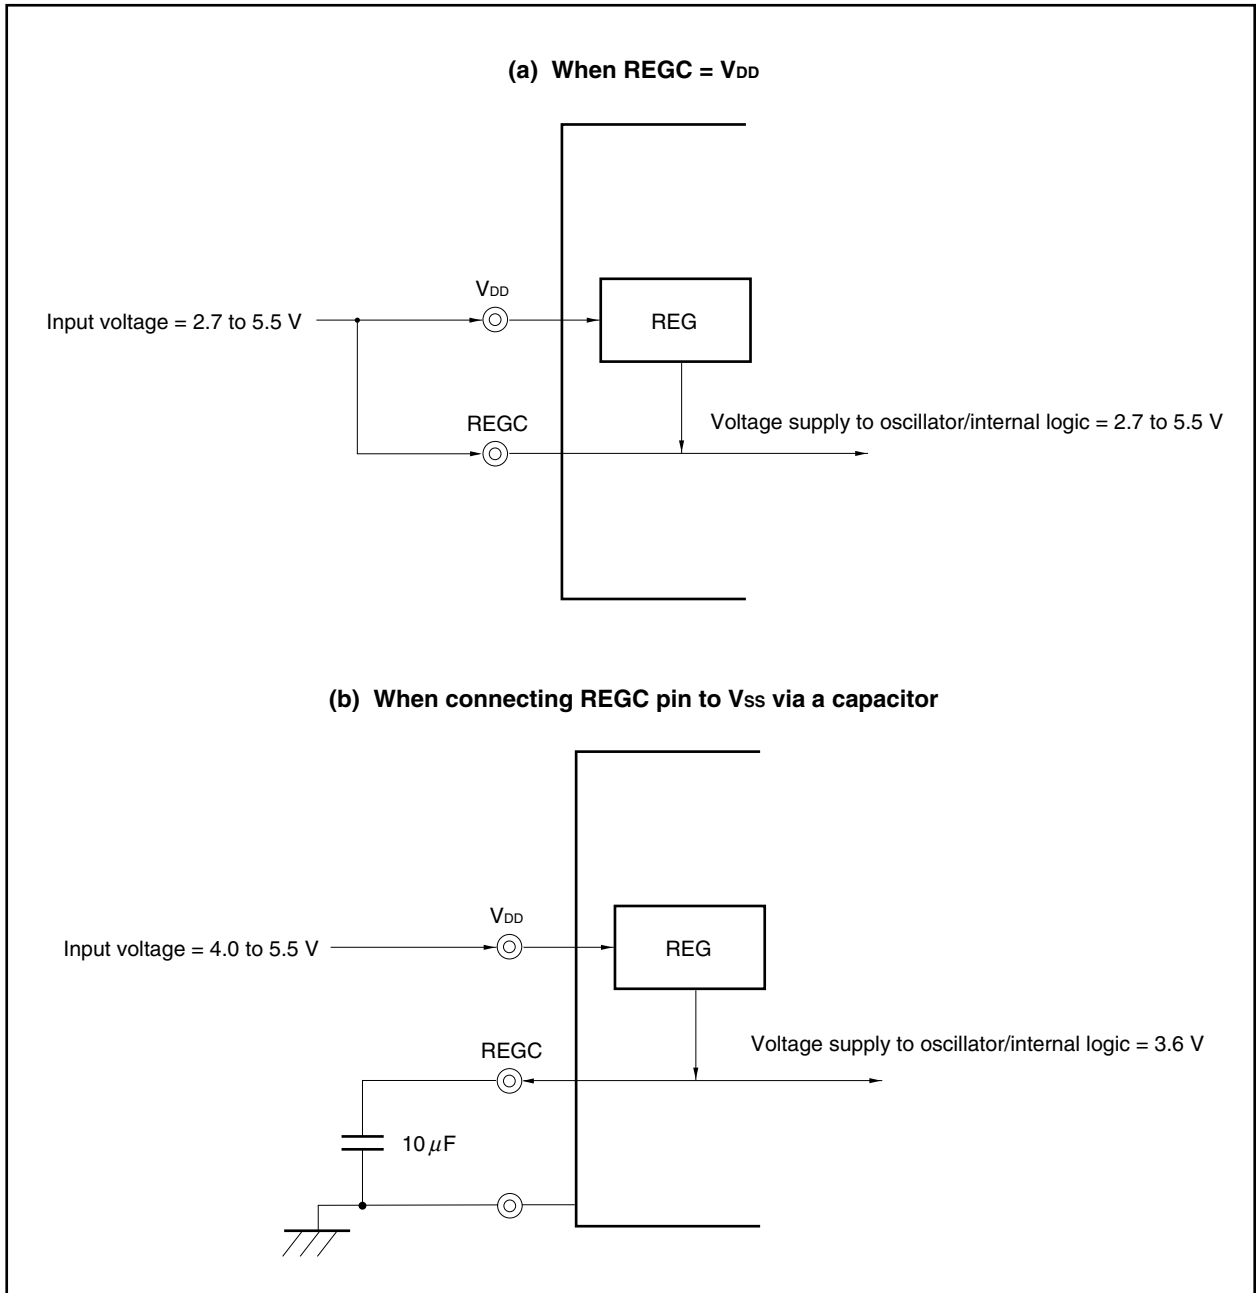 (a) When REGC = VDD
VDD
Input voltage = 2.7 to 5.5 V
REG
REGC
Voltage supply to oscillator/internal logic = 2.7 to 5.5 V
(b) When connecting REGC pin to VSS via a capacitor
VDD
Input voltage = 4.0 to 5.5 V
REG
REGC
Voltage supply to oscillator/internal logic = 3.6 V
10 μF